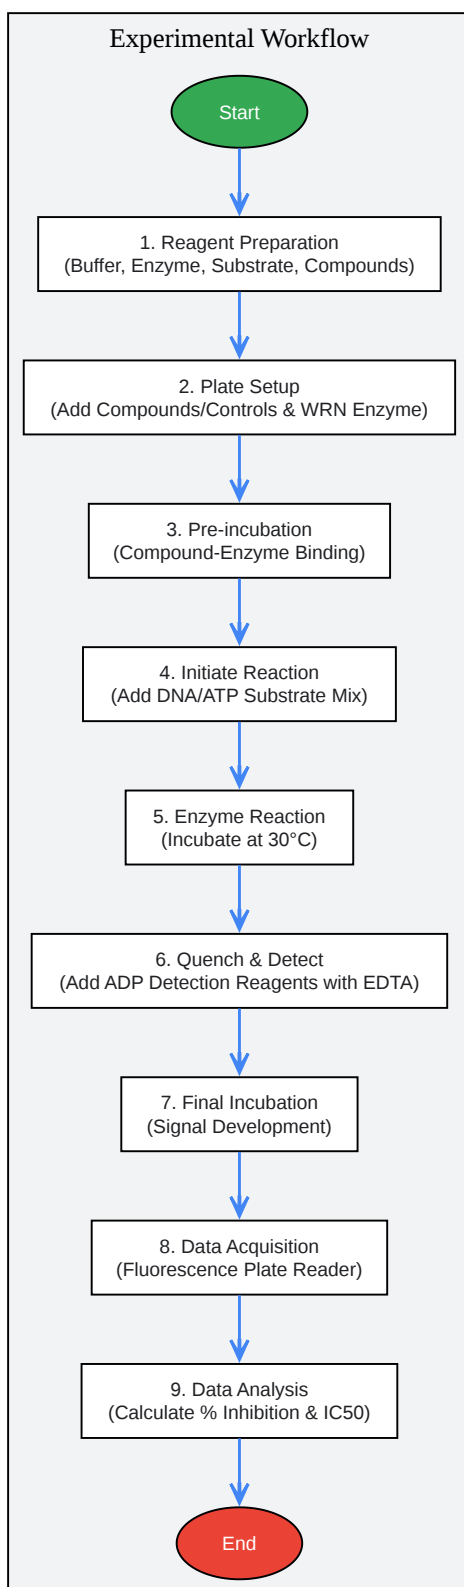 Experimental Workflow
Start
1. Reagent Preparation
(Buffer, Enzyme, Substrate, Compounds)
2. Plate Setup
(Add Compounds/Controls & WRN Enzyme)
3. Pre-incubation
(Compound-Enzyme Binding)
4. Initiate Reaction
(Add DNA/ATP Substrate Mix)
5. Enzyme Reaction
(Incubate at 30°C)
6. Quench & Detect
(Add ADP Detection Reagents with EDTA)
7. Final Incubation
(Signal Development)
8. Data Acquisition
(Fluorescence Plate Reader)
9. Data Analysis
(Calculate % Inhibition & IC50)
End